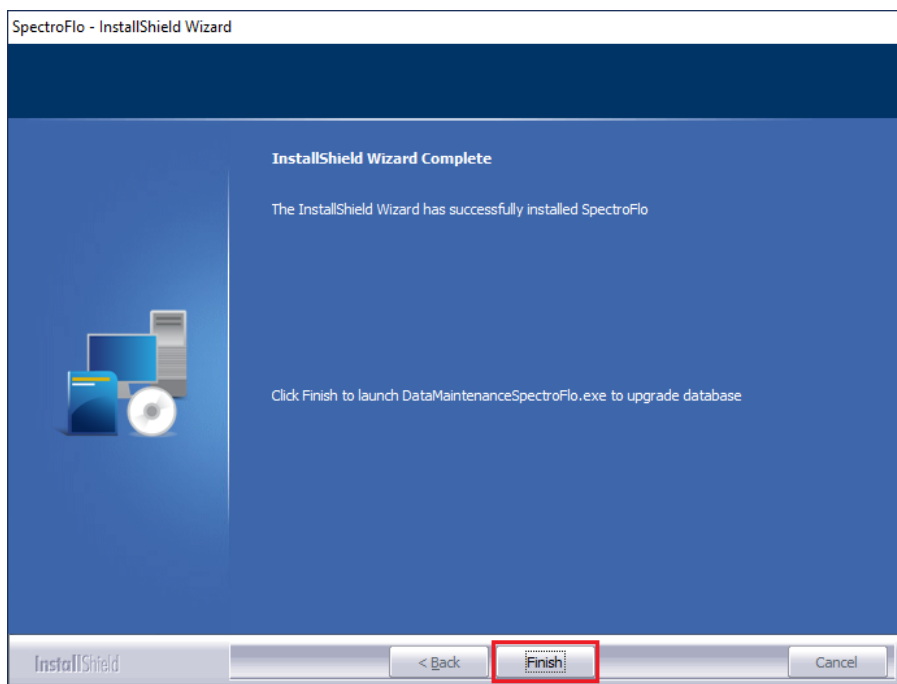 SpectroFlo - InstallShield Wizard
InstallShield Wizard Complete
The InstallShield Wizard has successfully installed SpectroFlo
Click Finish to launch DataMaintenanceSpectroFlo.exe to upgrade database
InstallShield
< Back
Finish
Cancel